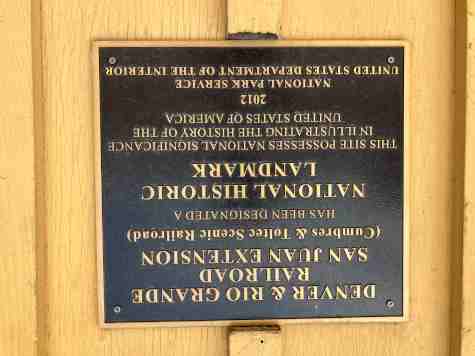 DENVER & RIO GRANDE
RAILROAD
SAN JUAN EXTENSION
(Cumbres & Toltec Scenic Railroad)
HAS BEEN DESIGNATED A
NATIONAL HISTORIC
LANDMARK
THIS SITE POSSESSES NATIONAL SIGNIFICANCE
IN ILLUSTRATING THE HISTORY OF THE
UNITED STATES OF AMERICA
2012
NATIONAL PARK SERVICE
UNITED STATES DEPARTMENT OF THE INTERIOR